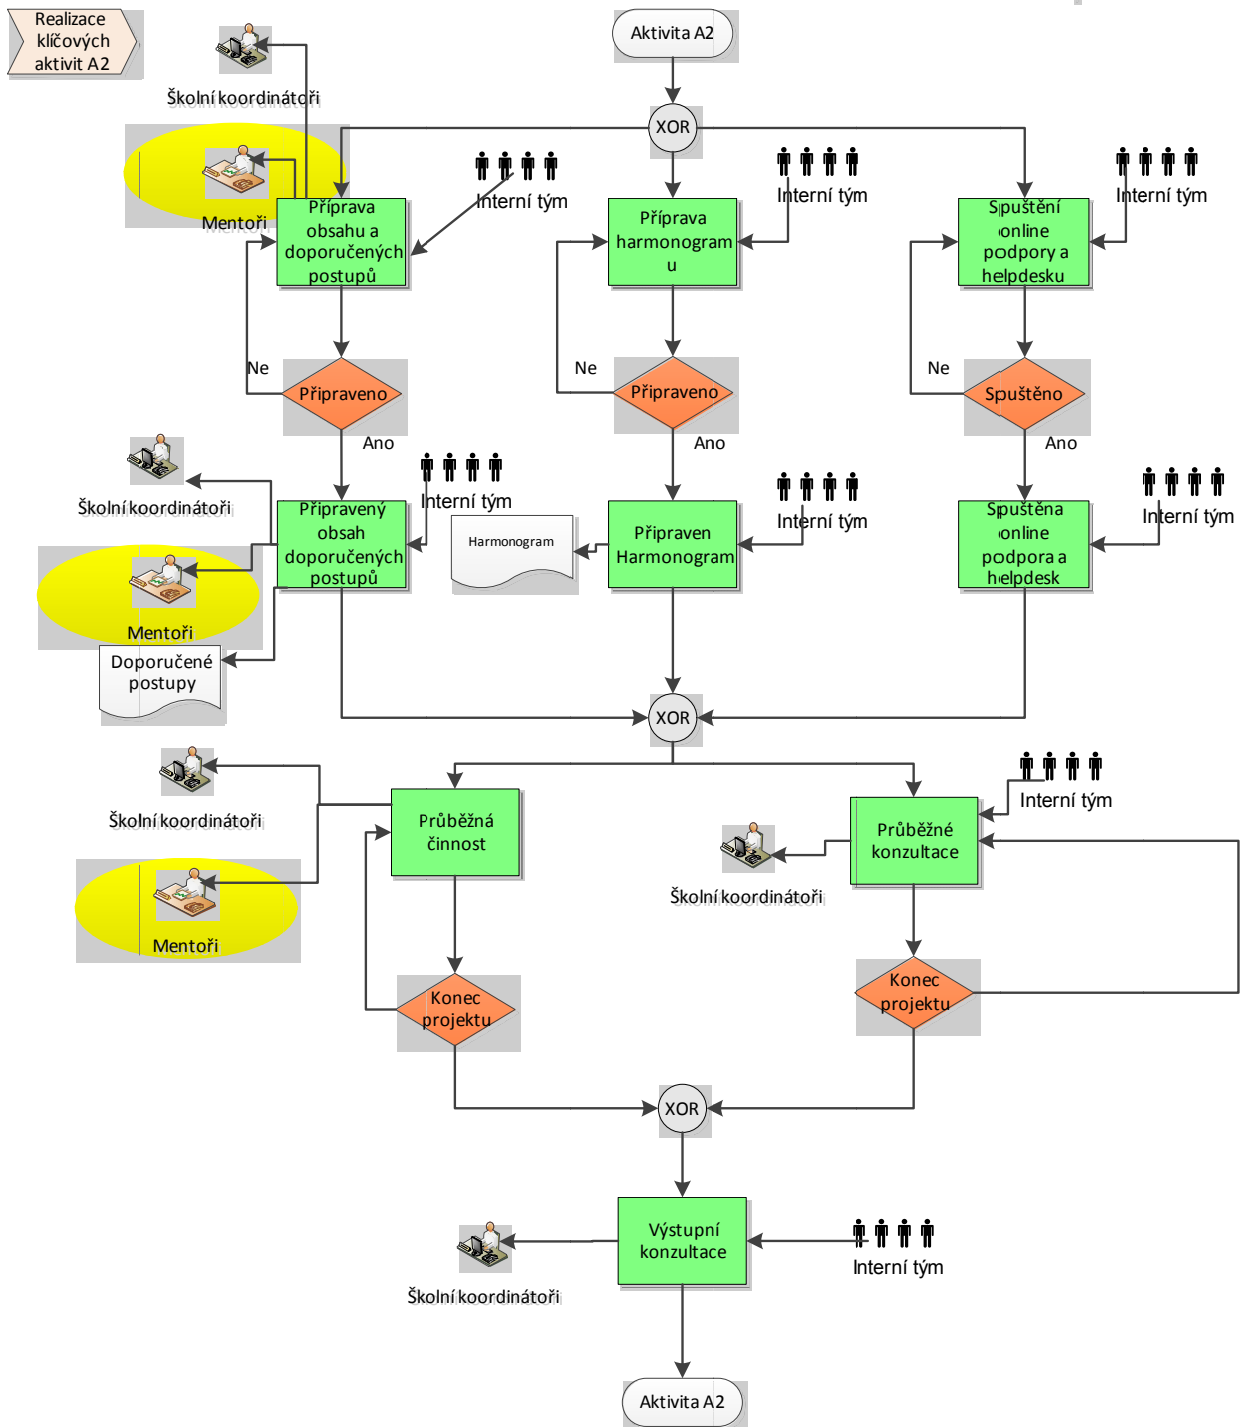 Realizace
klíčových
aktivit A2
Aktivita A2
Školní koordinátoři
XOR
Mentoři
Interní tým
Interní tým
Interní tým
Příprava
obsahu a
doporučených
postupů
Příprava
harmonogram
u
Spuštění
online
podpory a
helpdesku
Ne
Ne
Ne
Připraveno
Připraveno
Spuštěno
Ano
Ano
Ano
Školní koordinátoři
Interní tým
Interní tým
Interní tým
Připravený
obsah
doporučených
postupů
Harmonogram
Připraven
Harmonogram
Spuštěna
online
podpora a
helpdesk
Mentoři
Doporučené
postupy
XOR
Školní koordinátoři
Průběžná
činnost
Interní tým
Průběžné
konzultace
Školní koordinátoři
Mentoři
Konec
projektu
Konec
projektu
XOR
Výstupní
konzultace
Interní tým
Školní koordinátoři
Aktivita A2